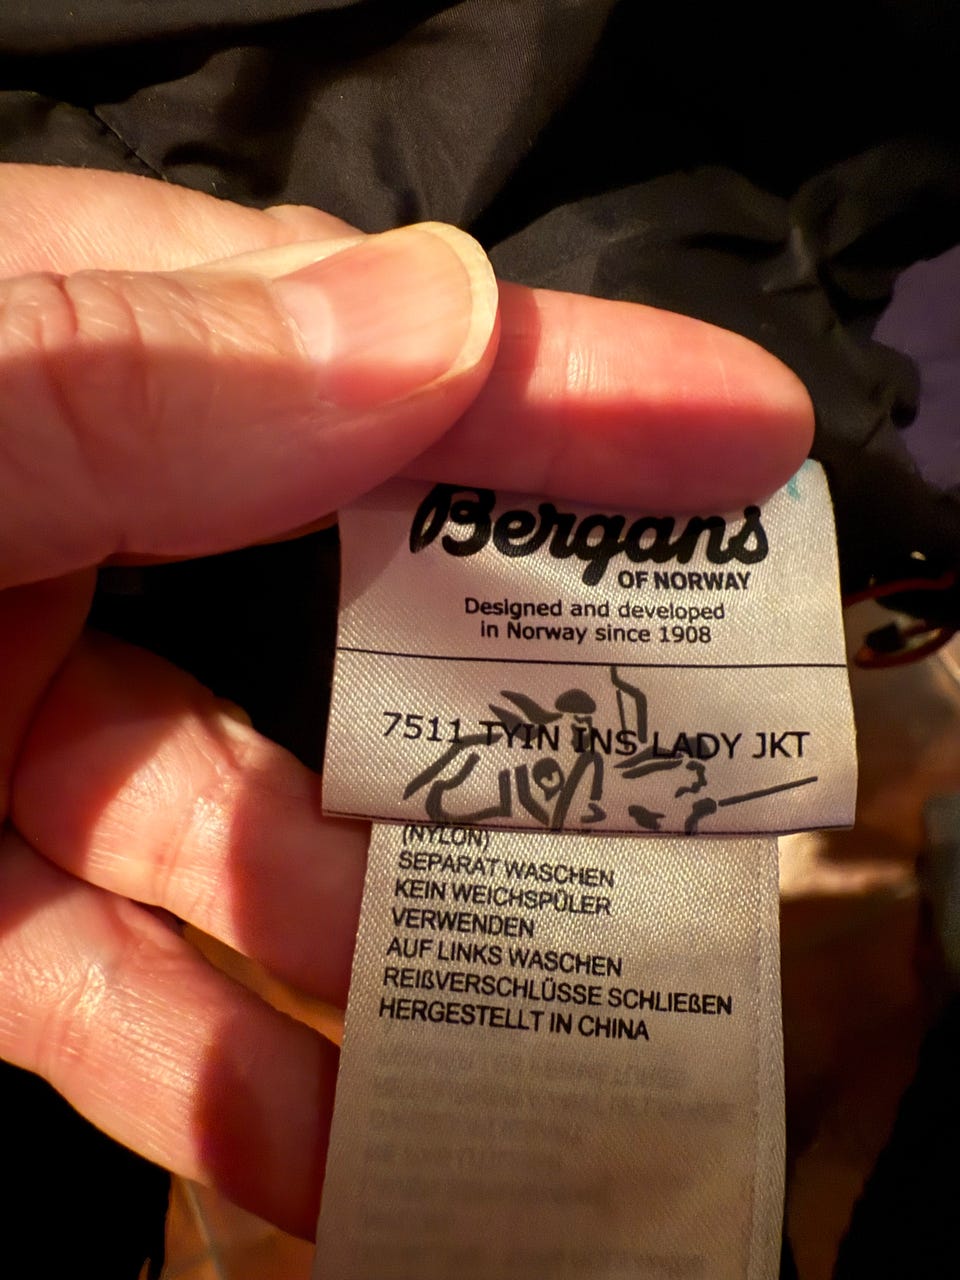 Bergans
OF NORWAY
Designed and developed
in Norway since 1908
7511 TYIN INS LADY JKT
(NYLON)
SEPARAT WASCHEN
KEIN WEICHSPÜLER
VERWENDEN
AUF LINKS WASCHEN
REIßVERSCHLÜSSE SCHLIEßEN
HERGESTELLT IN CHINA